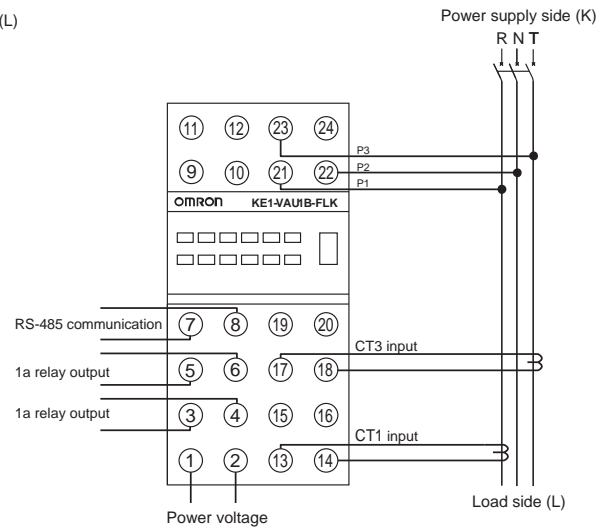 (L)
Power supply side (K)
R N T
11 12 23 24
P3
9 10 21 22
P2
P1
OMRON KE1-VAU1B-FLK
RS-485 communication
7 8 19 20
CT3 input
1a relay output
5 6 17 18
1a relay output
3 4 15 16
CT1 input
1 2 13 14
Load side (L)
Power voltage